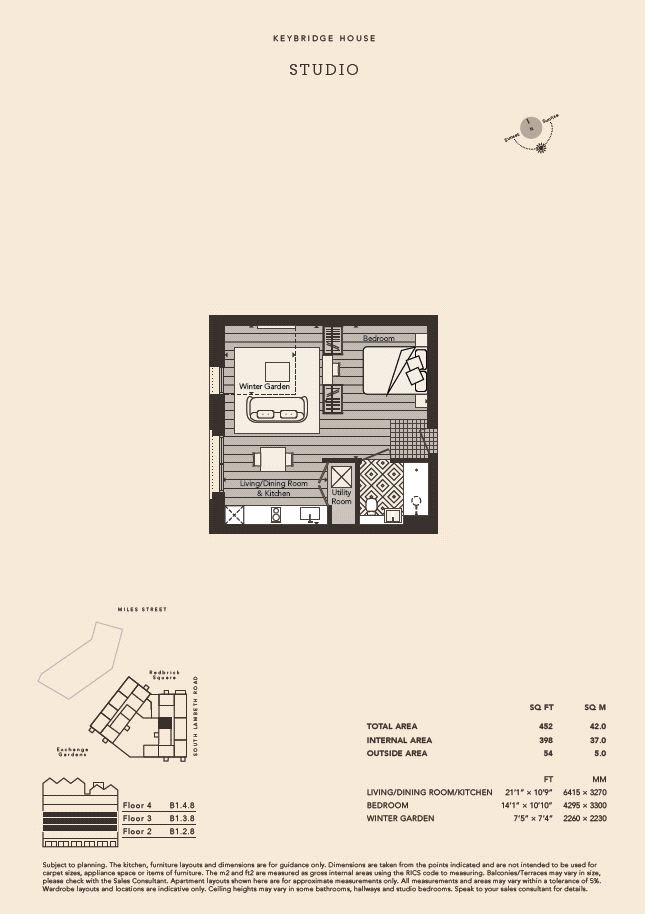 KEYBRIDGE HOUSE
STUDIO
Sunrise
Sunset
Bedroom
Winter Garden
Living/Dining Room
& Kitchen
Utility
Room
MILES STREET
Redbrick
Square
SOUTH LAMBETH ROAD
Exchange
Gardens
Floor 4 B1.4.8
Floor 3 B1.3.8
Floor 2 B1.2.8
SQ FT SQ M
TOTAL AREA 452 42.0
INTERNAL AREA 398 37.0
OUTSIDE AREA 54 5.0
FT MM
LIVING/DINING ROOM/KITCHEN 21'1" × 10'9" 6415 × 3270
BEDROOM 14'1" × 10'10" 4295 × 3300
WINTER GARDEN 7'5" × 7'4" 2260 × 2230
Subject to planning. The kitchen, furniture layouts and dimensions are for guidance only. Dimensions are taken from the points indicated and are not intended to be used for
carpet sizes, appliance space or items of furniture. The m2 and ft2 are measured as gross internal areas using the RICS code to measuring. Balconies/Terraces may vary in size,
please check with the Sales Consultant. Apartment layouts shown here are for approximate measurements only. All measurements and areas may vary within a tolerance of 5%.
Wardrobe layouts and locations are indicative only. Ceiling heights may vary in some bathrooms, hallways and studio bedrooms. Speak to your sales consultant for details.